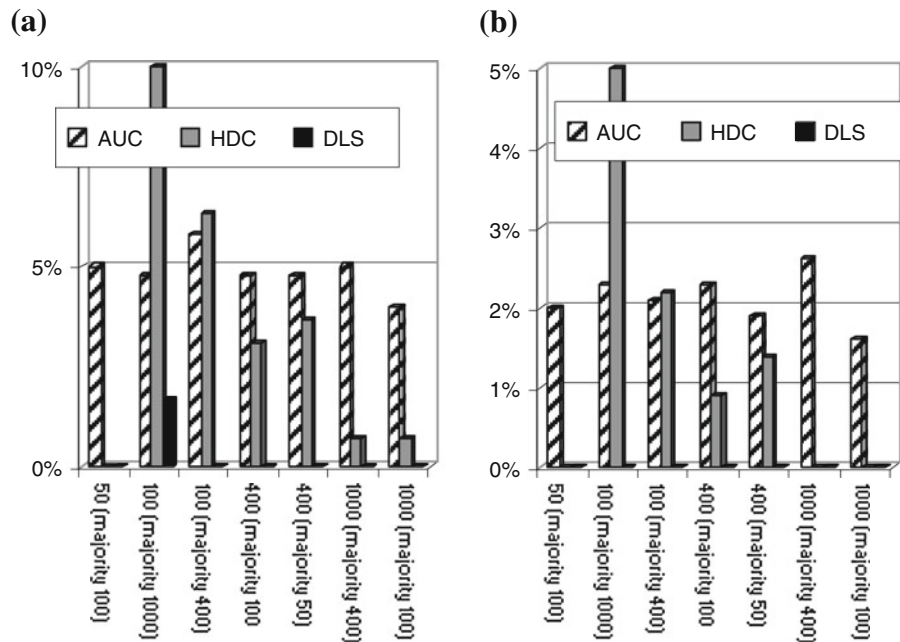 (a)
10%
5%
0%
AUC HDC DLS
50 (majority 100)
100 (majority 1000)
100 (majority 400)
400 (majority 100
400 (majority 50)
1000 (majority 400)
1000 (majority 100)
(b)
5%
4%
3%
2%
1%
0%
AUC HDC DLS
50 (majority 100)
100 (majority 1000)
100 (majority 400)
400 (majority 100
400 (majority 50)
1000 (majority 400)
1000 (majority 100)